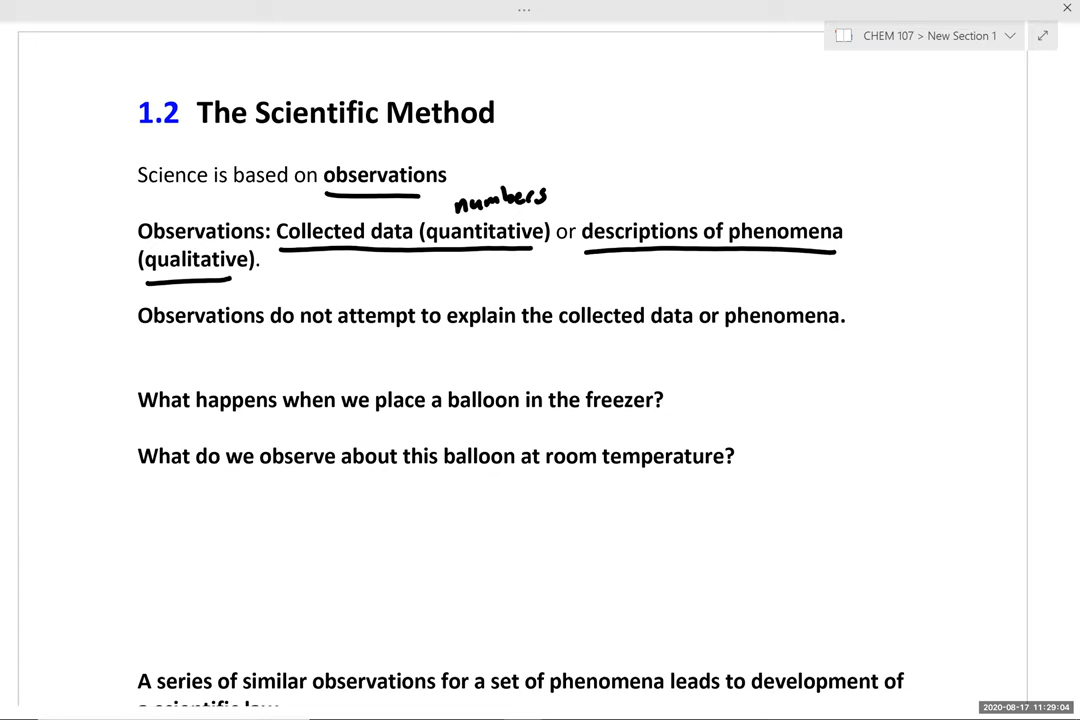 CHEM 107 > New Section 1
1.2 The Scientific Method
Science is based on observations
numbers
Observations: Collected data (quantitative) or descriptions of phenomena
(qualitative).
Observations do not attempt to explain the collected data or phenomena.
What happens when we place a balloon in the freezer?
What do we observe about this balloon at room temperature?
A series of similar observations for a set of phenomena leads to development of
a scientific law
2020-08-17 11:29:04